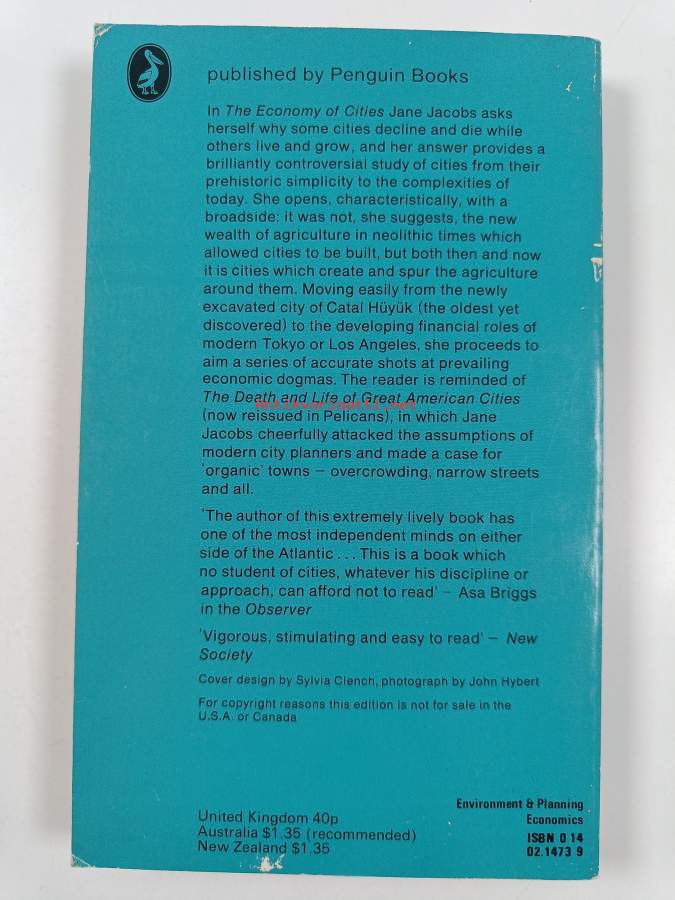 published by Penguin Books
In The Economy of Cities Jane Jacobs asks
herself why some cities decline and die while
others live and grow, and her answer provides a
brilliantly controversial study of cities from their
prehistoric simplicity to the complexities of
today. She opens, characteristically, with a
broadside: it was not, she suggests, the new
wealth of agriculture in neolithic times which
allowed cities to be built, but both then and now
it is cities which create and spur the agriculture
around them. Moving easily from the newly
excavated city of Catal Hüyük (the oldest yet
discovered) to the developing financial roles of
modern Tokyo or Los Angeles, she proceeds to
aim a series of accurate shots at prevailing
economic dogmas. The reader is reminded of
The Death and Life of Great American Cities
Antikvariaatti.net
(now reissued in Pelicans), in which Jane
Jacobs cheerfully attacked the assumptions of
modern city planners and made a case for
'organic' towns – overcrowding, narrow streets
and all.
'The author of this extremely lively book has
one of the most independent minds on either
side of the Atlantic ... This is a book which
no student of cities, whatever his discipline or
approach, can afford not to read' – Asa Briggs
in the Observer
'Vigorous, stimulating and easy to read' – New
Society
Cover design by Sylvia Clench, photograph by John Hybert
For copyright reasons this edition is not for sale in the
U.S.A. or Canada
United Kingdom 40p
Australia $1.35 (recommended)
New Zealand $1.35
Environment & Planning
Economics
ISBN 0 14
02.1473 9